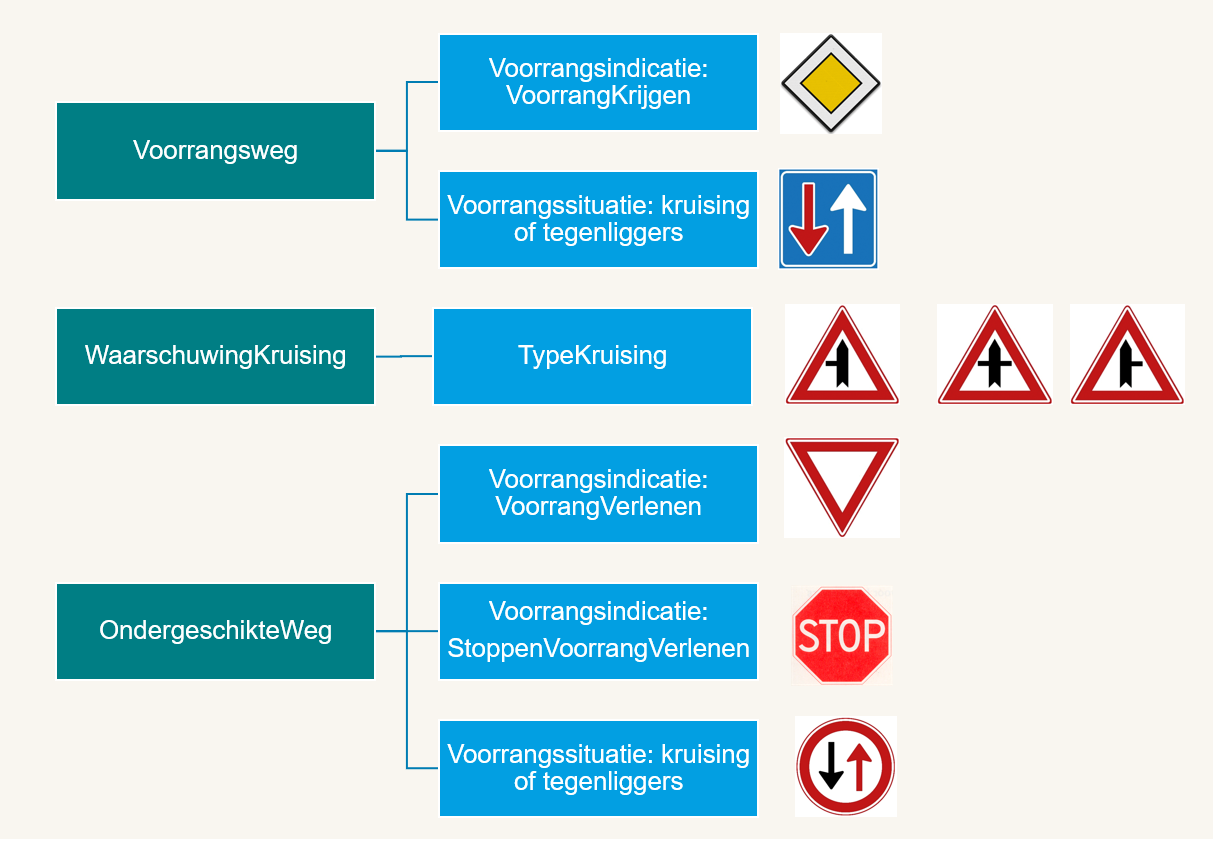 Voorrangsweg
Voorrangsindicatie:
VoorrangKrijgen
Voorrangssituatie: kruising
of tegenliggers
WaarschuwingKruising
TypeKruising
OndergeschikteWeg
Voorrangsindicatie:
VoorrangVerlenen
Voorrangsindicatie:
StoppenVoorrangVerlenen
STOP
Voorrangssituatie: kruising
of tegenliggers